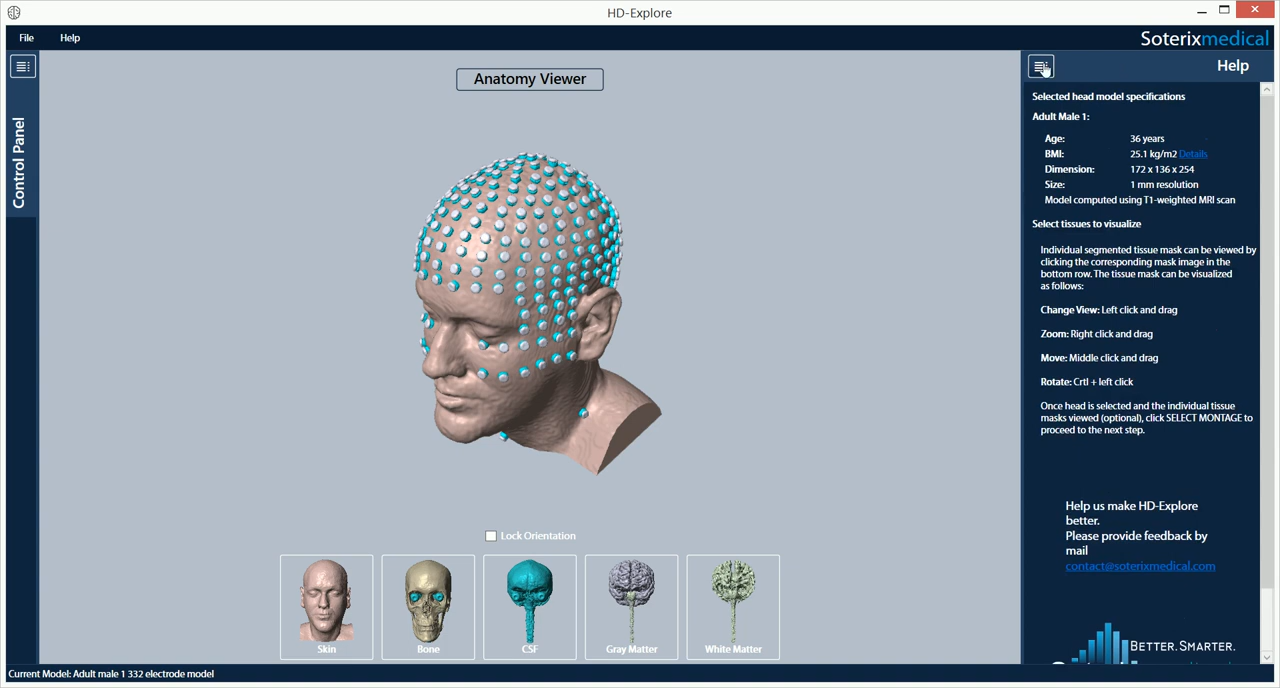 HD-Explore
File Help
Soterixmedical
Control Panel
Anatomy Viewer
Help
Selected head model specifications
Adult Male 1:
Age: 36 years
BMI: 25.1 kg/m2 Details
Dimension: 172 x 136 x 254
Size: 1 mm resolution
Model computed using T1-weighted MRI scan
Select tissues to visualize
Individual segmented tissue mask can be viewed by
clicking the corresponding mask image in the
bottom row. The tissue mask can be visualized
as follows:
Change View: Left click and drag
Zoom: Right click and drag
Move: Middle click and drag
Rotate: Crtl + left click
Once head is selected and the individual tissue
masks viewed (optional), click SELECT MONTAGE to
proceed to the next step.
Help us make HD-Explore
better.
Please provide feedback by
mail
contact@soterixmedical.com
BETTER. SMARTER.
Lock Orientation
Skin
Bone
CSF
Gray Matter
White Matter
Current Model: Adult male 1 332 electrode model